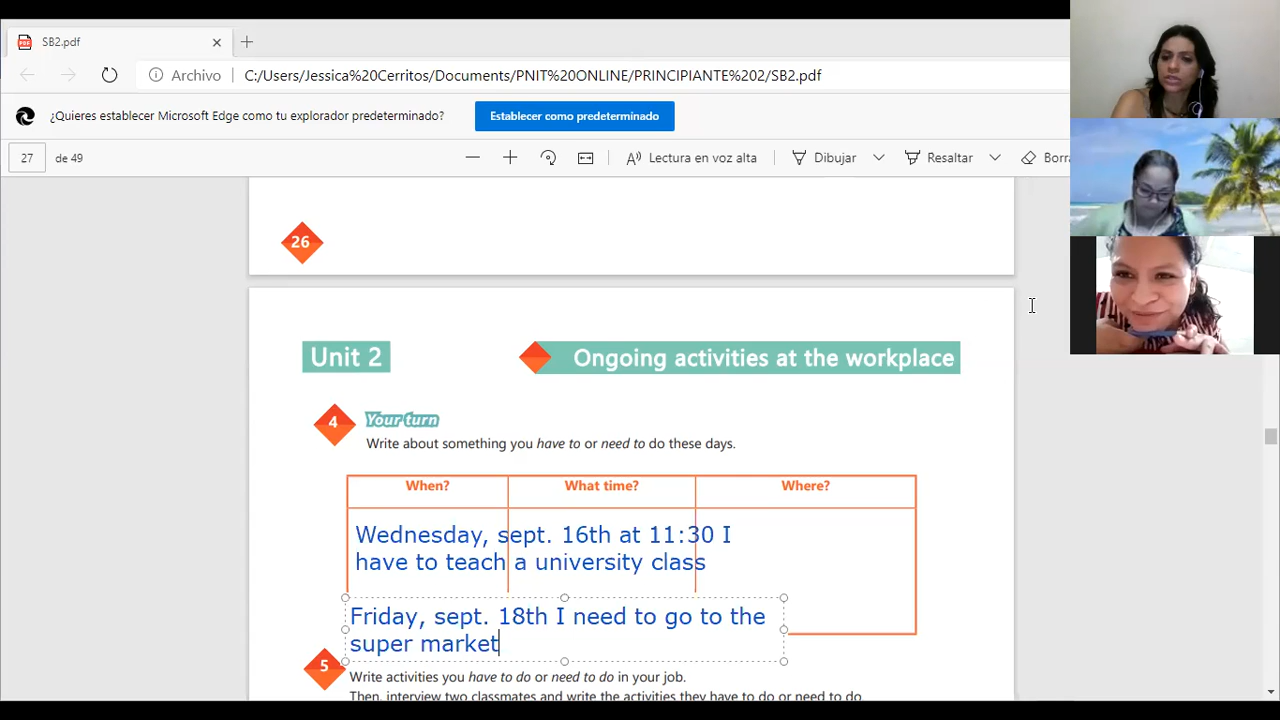 SB2.pdf
Archivo C:/Users/Jessica%20Cerritos/Documents/PNIT%20ONLINE/PRINCIPIANTE%202/SB2.pdf
¿Quieres establecer Microsoft Edge como tu explorador predeterminado? Establecer como predeterminado
27 de 49 Lectura en voz alta Dibujar Resaltar Borra
26
Unit 2 Ongoing activities at the workplace
4 Your turn
Write about something you have to or need to do these days.
When? What time? Where?
Wednesday, sept. 16th at 11:30 I
have to teach a university class
Friday, sept. 18th I need to go to the
super market
5 Write activities you have to do or need to do in your job.
Then, interview two classmates and write the activities they have to do or need to do.